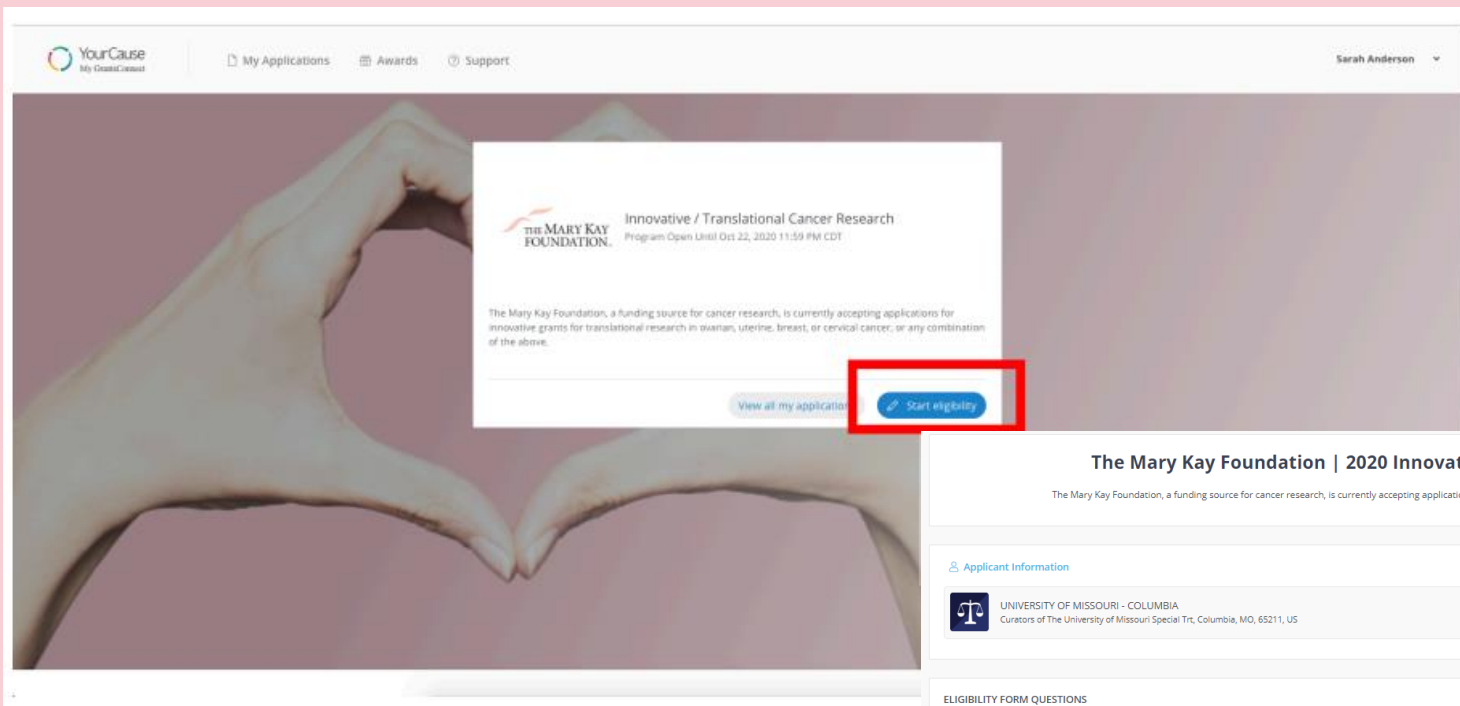 YourCause
My GrantsConnect
My Applications
Awards
Support
Sarah Anderson
THE MARY KAY
FOUNDATION.
Innovative / Translational Cancer Research
Program Open Until Oct 22, 2020 11:59 PM CDT
The Mary Kay Foundation, a funding source for cancer research, is currently accepting applications for
innovative grants for translational research in ovarian, uterine, breast, or cervical cancer, or any combination
of the above.
View all my application
Start eligibility
The Mary Kay Foundation | 2020 Innovat
The Mary Kay Foundation, a funding source for cancer research, is currently accepting applicati
Applicant Information
UNIVERSITY OF MISSOURI - COLUMBIA
Curators of The University of Missouri Special Trt, Columbia, MO, 65211, US
ELIGIBILITY FORM QUESTIONS